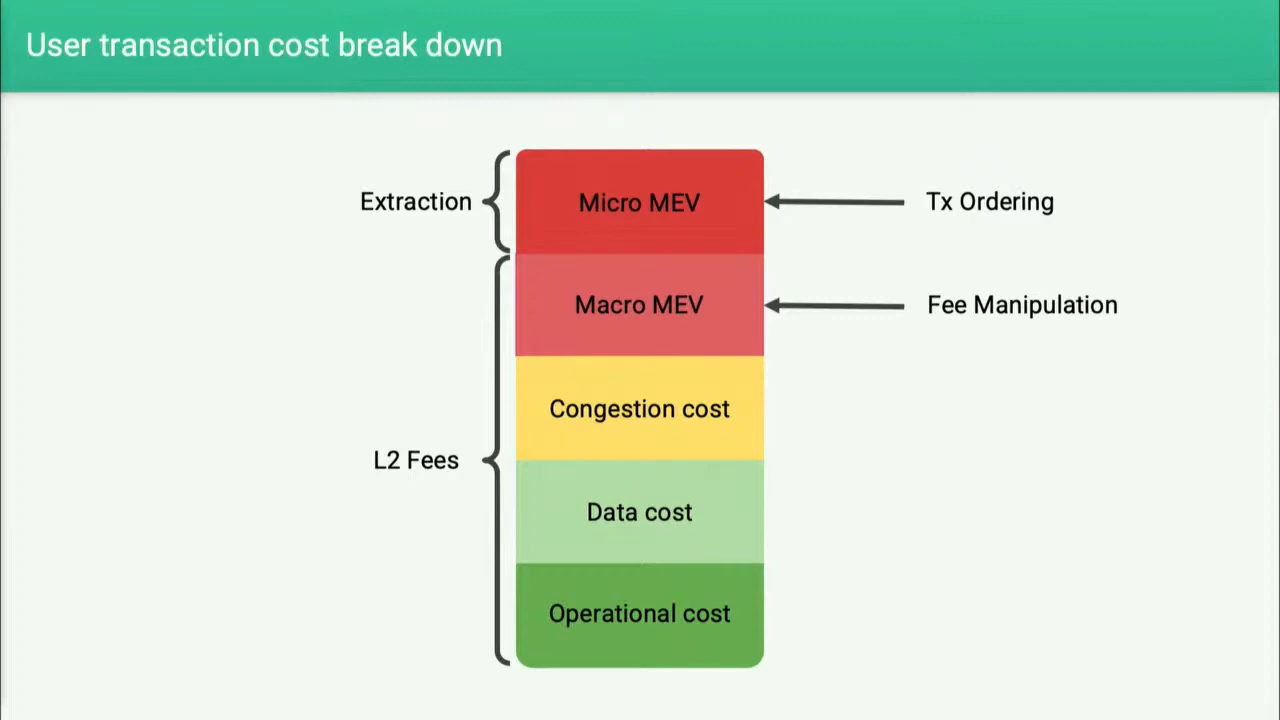 User transaction cost break down
Extraction
Micro MEV
Tx Ordering
Macro MEV
Fee Manipulation
Congestion cost
L2 Fees
Data cost
Operational cost